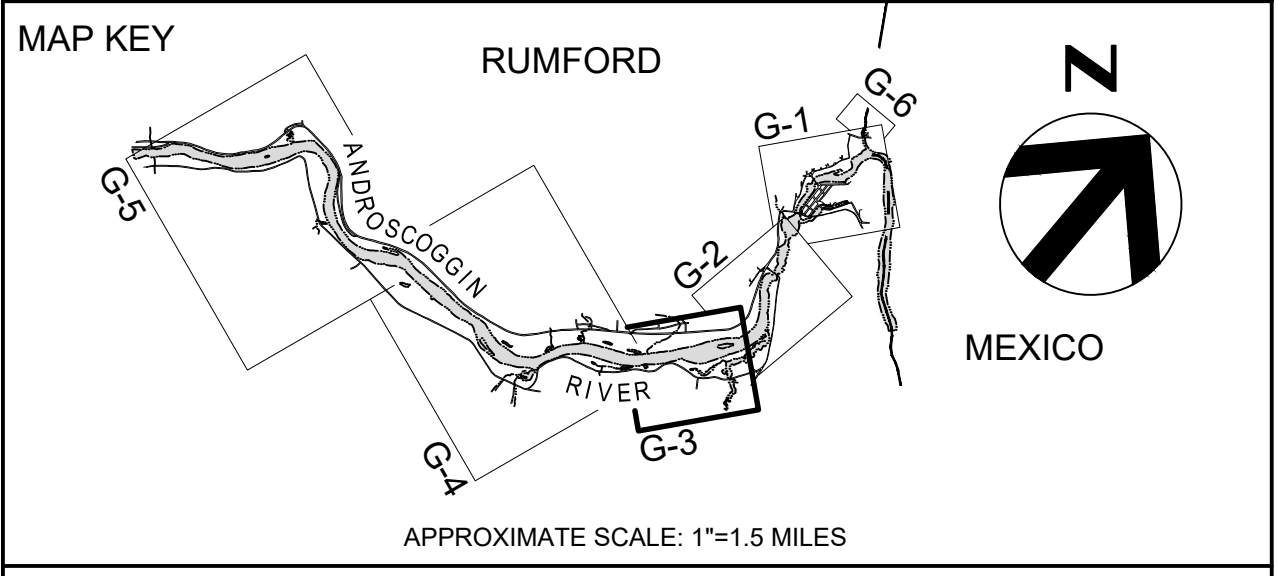 MAP KEY
RUMFORD
N
G-6
G-1
G-5
ANDROSCOGGIN
G-2
MEXICO
RIVER
G-3
G-4
APPROXIMATE SCALE: 1"=1.5 MILES